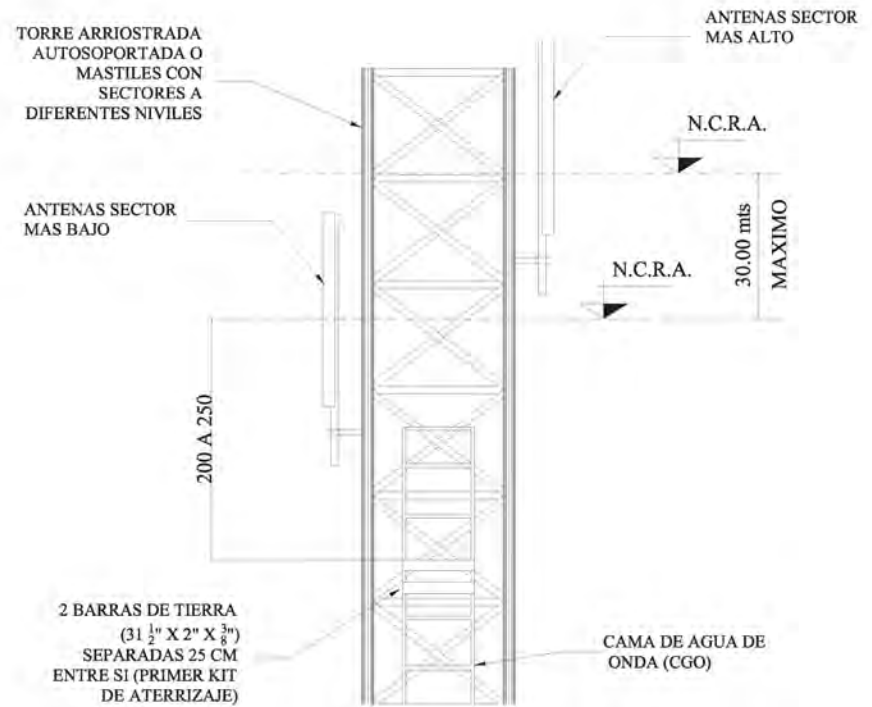 TORRE ARRIOSTRADA
AUTOSOPORTADA O
MASTILES CON
SECTORES A
DIFERENTES NIVILES
ANTENAS SECTOR
MAS ALTO
N.C.R.A.
ANTENAS SECTOR
MAS BAJO
30.00 mts
MAXIMO
N.C.R.A.
200 A 250
2 BARRAS DE TIERRA
(31 ½" X 2" X ⅜")
SEPARADAS 25 CM
ENTRE SI (PRIMER KIT
DE ATERRIZAJE)
CAMA DE AGUA DE
ONDA (CGO)